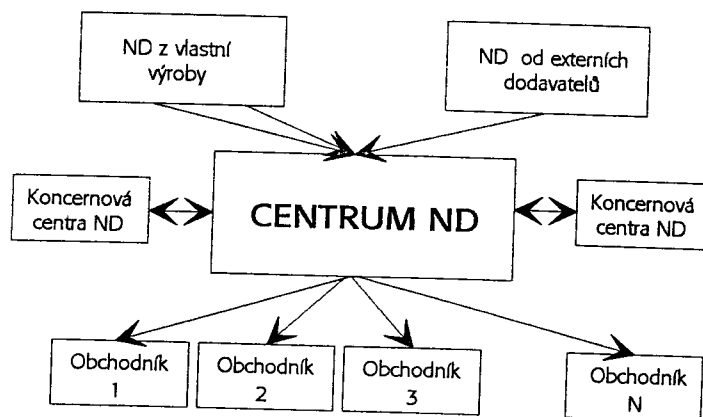 ND z vlastní
výroby
ND od externích
dodavatelů
Koncernová
centra ND
CENTRUM ND
Koncernová
centra ND
Obchodník
1
Obchodník
2
Obchodník
3
Obchodník
N